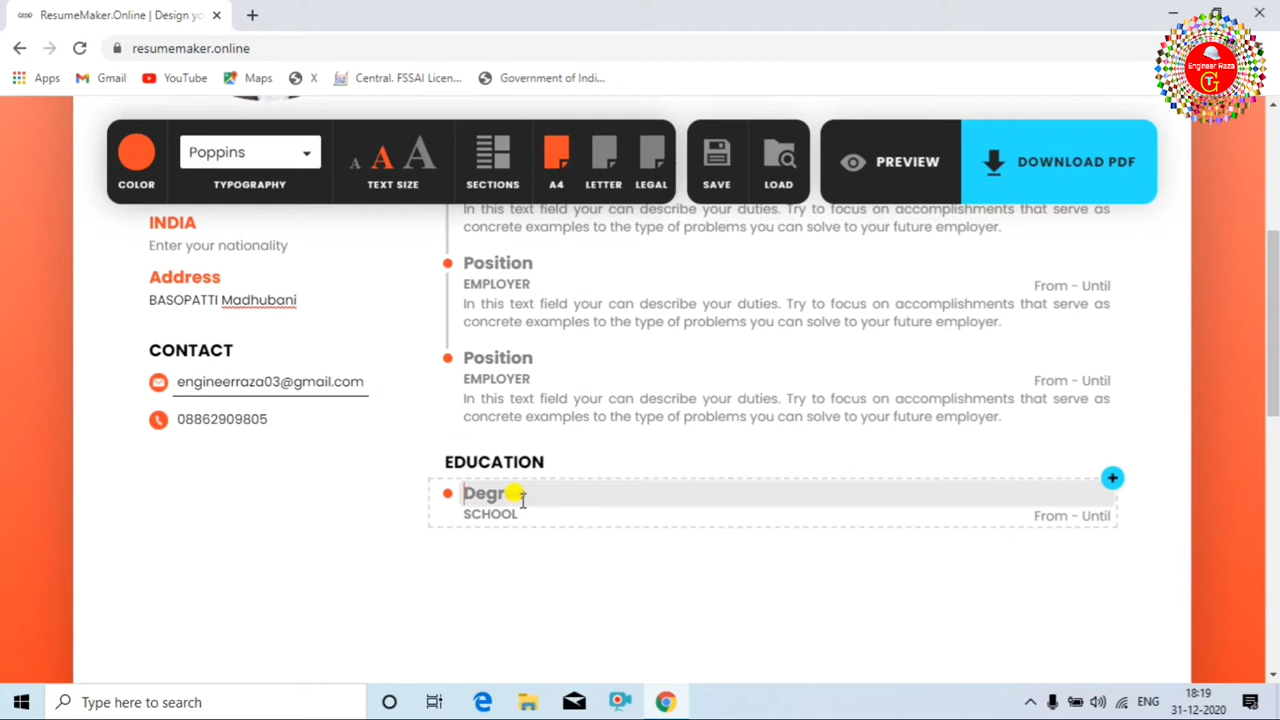 ResumeMaker.Online | Design yo
resumemaker.online
Apps
Gmail
YouTube
Maps
X
Central. FSSAI Licen...
Government of Indi...
Engineer Raza
G
T
Poppins
COLOR
TYPOGRAPHY
A A A
TEXT SIZE
SECTIONS
A4
LETTER
LEGAL
SAVE
LOAD
PREVIEW
DOWNLOAD PDF
INDIA
Enter your nationality
Address
BASOPATTI Madhubani
CONTACT
engineerraza03@gmail.com
08862909805
In this text field your can describe your duties. Try to focus on accomplishments that serve as
concrete examples to the type of problems you can solve to your future employer.
Position
EMPLOYER
From - Until
In this text field your can describe your duties. Try to focus on accomplishments that serve as
concrete examples to the type of problems you can solve to your future employer.
Position
EMPLOYER
From - Until
In this text field your can describe your duties. Try to focus on accomplishments that serve as
concrete examples to the type of problems you can solve to your future employer.
EDUCATION
Degr
SCHOOL
From - Until
Type here to search
ENG
18:19
31-12-2020